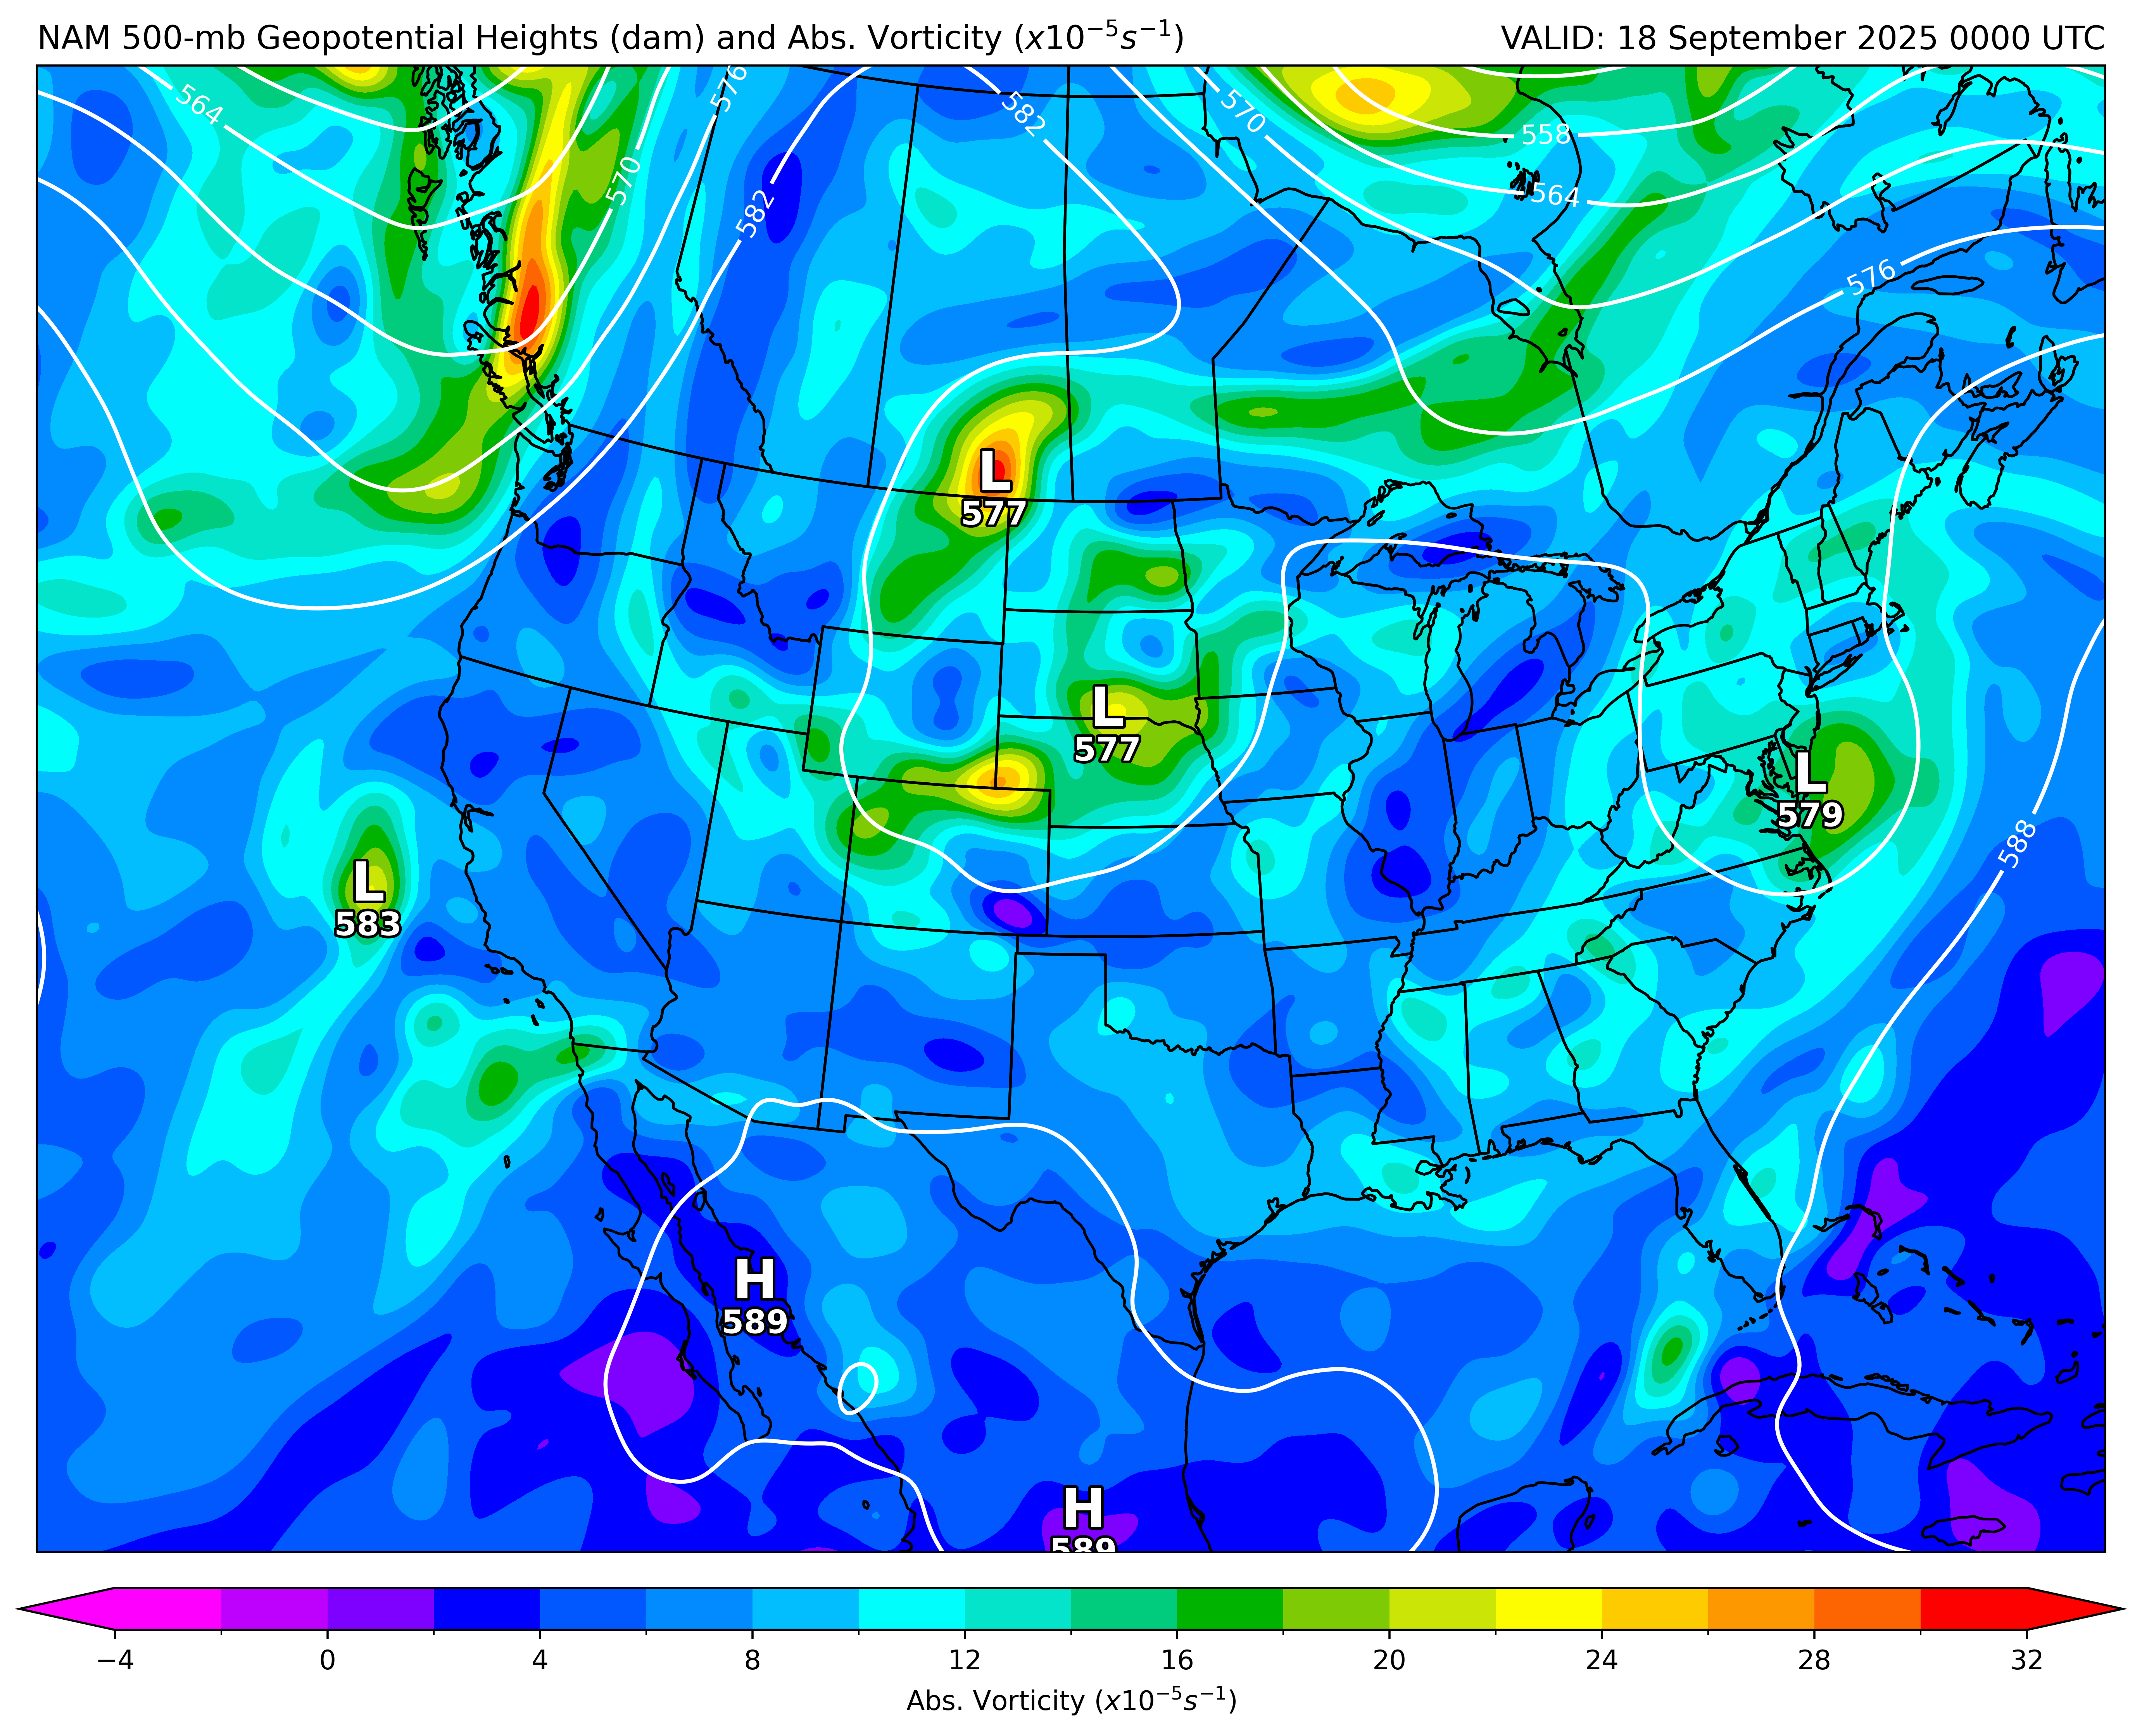 NAM 500-mb Geopotential Heights (dam) and Abs. Vorticity (x10⁻⁵s⁻¹)
VALID: 18 September 2025 0000 UTC
564
576
582
570
558
570
564
582
576
L
577
L
577
L
579
588
L
583
H
589
H
589
−4 0 4 8 12 16 20 24 28 32
Abs. Vorticity (x10⁻⁵s⁻¹)